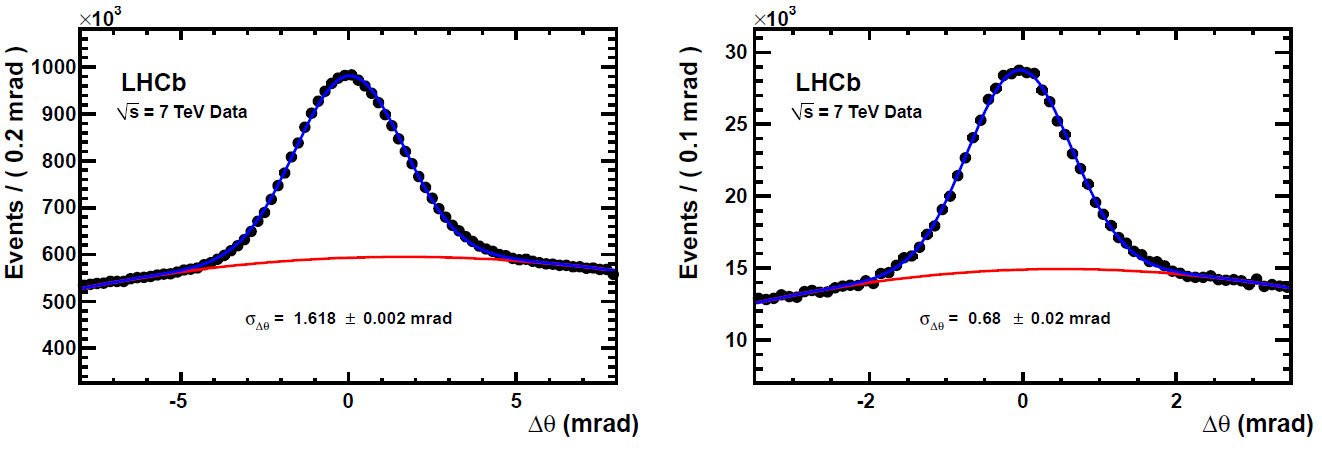 ×10³
Events / ( 0.2 mrad )
1000
900
800
700
600
500
400
LHCb
√s = 7 TeV Data
σΔθ = 1.618 ± 0.002 mrad
-5 0 5
Δθ (mrad)
×10³
Events / ( 0.1 mrad )
30
25
20
15
10
LHCb
√s = 7 TeV Data
σΔθ = 0.68 ± 0.02 mrad
-2 0 2
Δθ (mrad)